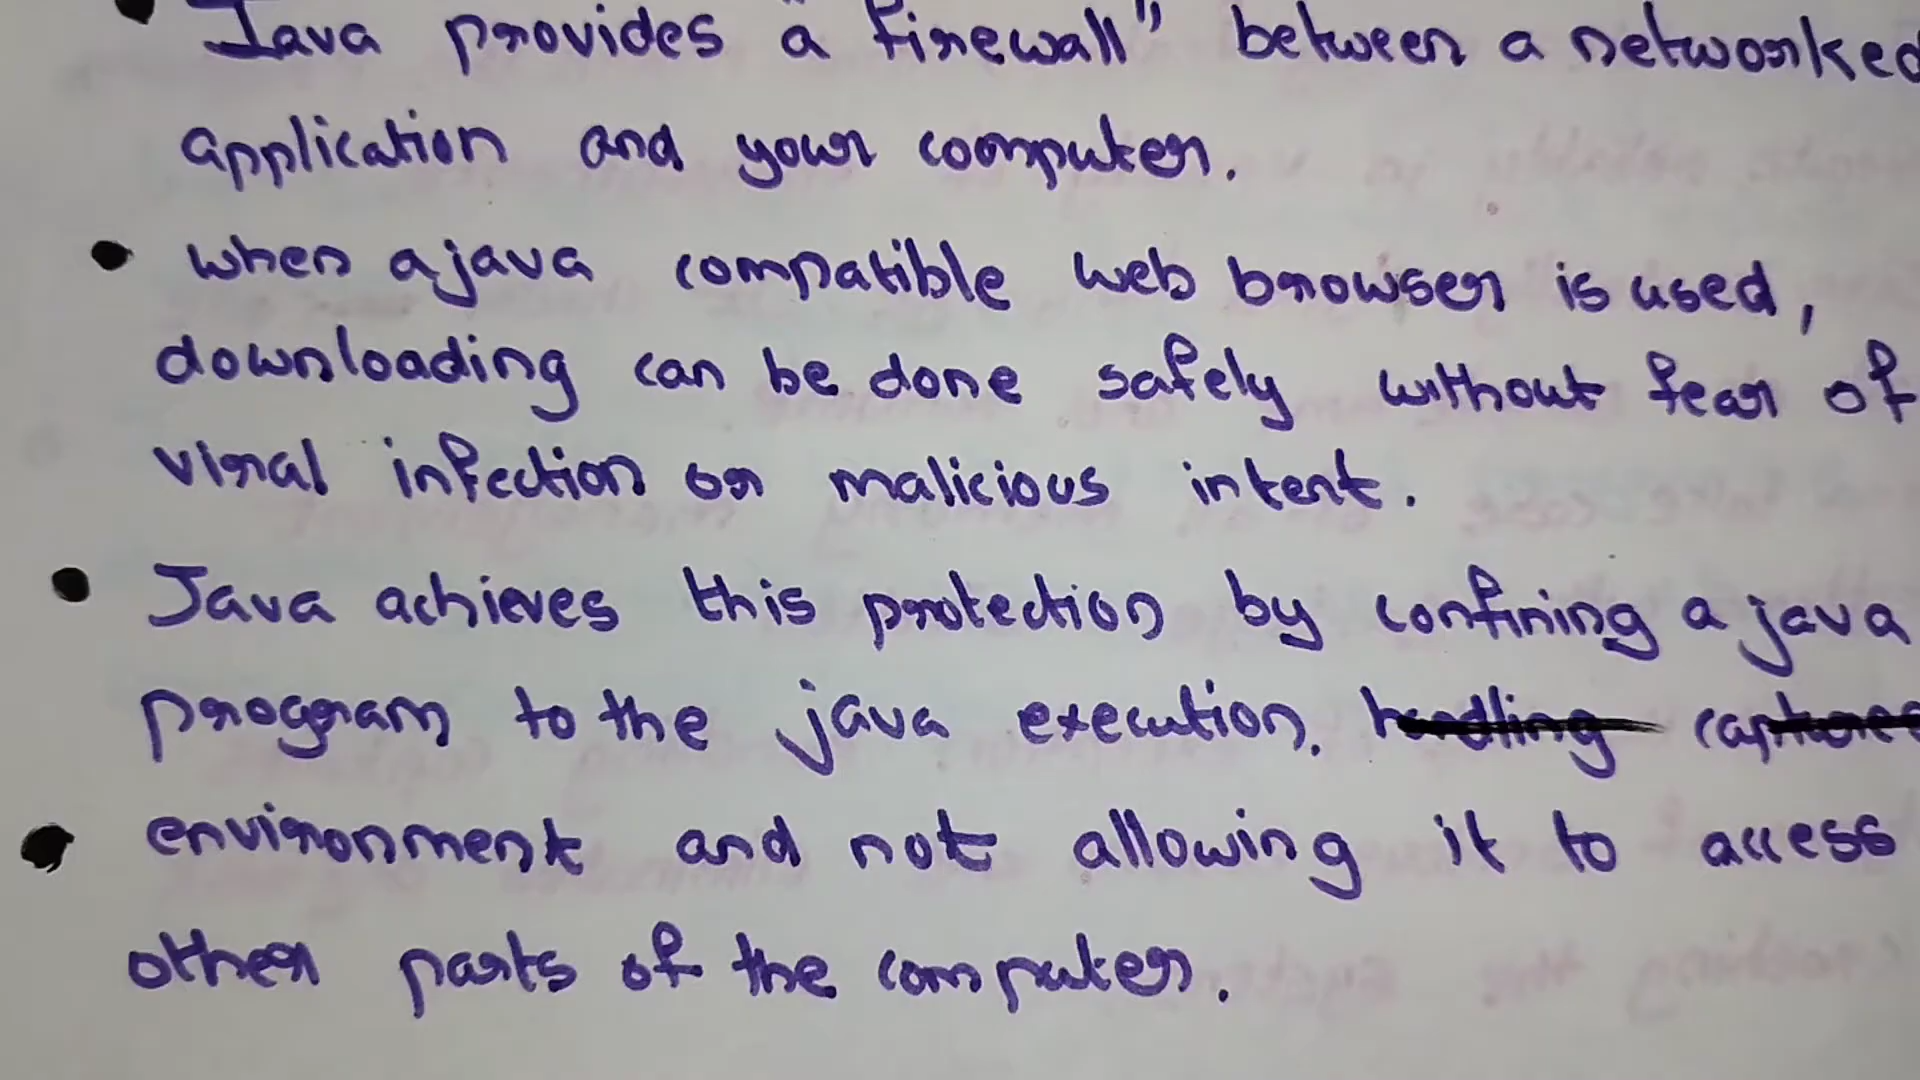 • Java provides a "firewall" between a networked
application and your computer.
• when a java compatible web browser is used,
downloading can be done safely without fear of
viral infection or malicious intent.
• Java achieves this protection by confining a java
program to the java execution.
• environment and not allowing it to access
other parts of the computer.